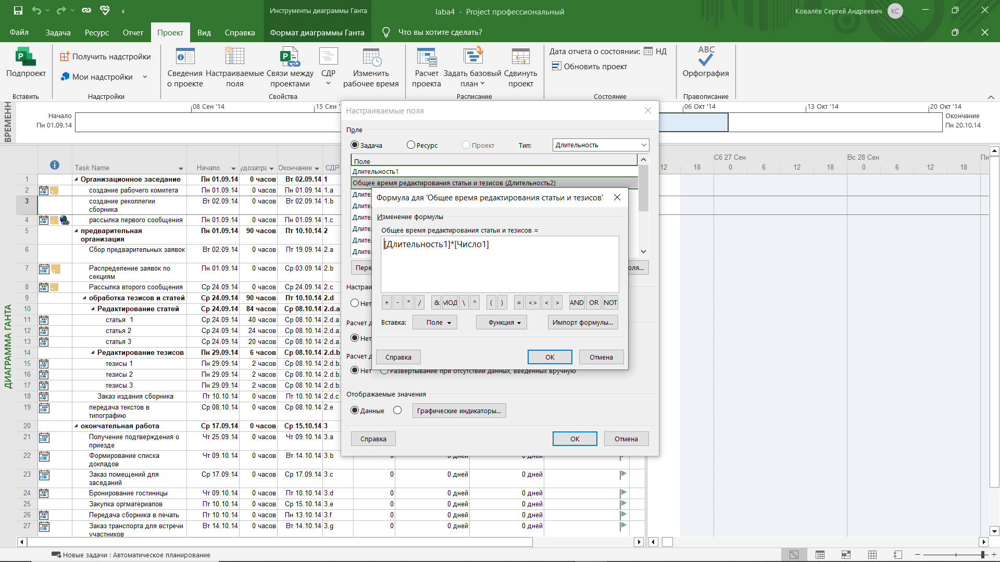 Инструменты диаграммы Ганта
laba4 - Project профессиональный
Ковалёв Сергей Андреевич
КС
Файл Задача Ресурс Отчет Проект Вид Справка Формат диаграммы Ганта Что вы хотите сделать?
Подпроект
Вставить
Получить надстройки
Мои надстройки
Надстройки
Сведения о проекте
Настраиваемые поля
Связи между проектами
СДР
Изменить рабочее время
Свойства
Расчет проекта
Задать базовый план
Сдвинуть проект
Расписание
Дата отчета о состоянии: НД
Обновить проект
Состояние
ABC
Орфография
Правописание
ВРЕМЕНН
Начало
Пн 01.09.14
08 Сен '14
15 Сен '
06 Окт '14
13 Окт '14
20 Окт '14
Окончание
Пн 20.10.14
ДИАГРАММА ГАНТА
Task Name Начало удозатра Окончание СДР
1 Организационное заседание Пн 01.09.14 0 часов Вт 02.09.14 1
2 создание рабочего комитета Пн 01.09.14 0 часов Пн 01.09.14 1.a
3 создание реколлегии сборника Вт 02.09.14 0 часов Вт 02.09.14 1.b
4 рассылка первого сообщения Пн 01.09.14 0 часов Пн 01.09.14 1.c
5 предварительная организация Пн 01.09.14 90 часов Пт 10.10.14 2
6 Сбор предварительных заявок Вт 02.09.14 0 часов Пт 19.09.14 2.a
7 Распределение заявок по секциям Пн 01.09.14 0 часов Ср 03.09.14 2.b
8 Рассылка второго сообщения Ср 24.09.14 0 часов Ср 24.09.14 2.c
9 обработка тезисов и статей Ср 24.09.14 90 часов Пт 10.10.14 2.d
10 Редактирование статей Ср 24.09.14 84 часов Ср 08.10.14 2.d.a
11 статья 1 Ср 24.09.14 40 часов Ср 08.10.14 2.d.a.
12 статья 2 Ср 24.09.14 24 часов Ср 08.10.14 2.d.a.
13 статья 3 Ср 24.09.14 20 часов Ср 08.10.14 2.d.a.
14 Редактирование тезисов Пн 29.09.14 6 часов Ср 08.10.14 2.d.b
15 тезисы 1 Пн 29.09.14 2 часов Ср 08.10.14 2.d.b.
16 тезисы 2 Пн 29.09.14 2 часов Ср 08.10.14 2.d.b.
17 тезисы 3 Пн 29.09.14 2 часов Ср 08.10.14 2.d.b.
18 Заказ издания сборника Пт 10.10.14 0 часов Пт 10.10.14 2.d.c
19 передача текстов в типографию Ср 08.10.14 0 часов Ср 08.10.14 2.e
20 окончательная работа Ср 17.09.14 0 часов Ср 15.10.14 3
21 Получение подтверждения о приезде Чт 25.09.14 0 часов Чт 09.10.14 3.a
22 Формирование списка докладов Чт 09.10.14 0 часов Вт 14.10.14 3.b 0 0 дней 0 дней
23 Заказ помещений для заседаний Ср 17.09.14 0 часов Ср 17.09.14 3.c 0 0 дней 0 дней
24 Бронирование гостиницы Чт 09.10.14 0 часов Пт 10.10.14 3.d 0 0 дней 0 дней
25 Закупка оргматериалов Пт 10.10.14 0 часов Ср 15.10.14 3.e 0 0 дней 0 дней
26 Передача сборника в печать Пт 10.10.14 0 часов Пн 13.10.14 3.f 0 0 дней 0 дней
27 Заказ транспорта для встречи участников Вт 14.10.14 0 часов Вт 14.10.14 3.g 0 0 дней 0 дней
Сб 27 Сен Вс 28 Сен Пн
12 18 0 6 12 18 0 6 12 18
Настраиваемые поля
Поле
Задача Ресурс Проект Тип: Длительность
Поле
Длительность1
Общее время редактирования статьи и тезисов (Длительность2)
Длите
Длите
Длите
Длите
Длите
Длите
Пере
оля...
Настраи
Нет
Расчет д
Нет
Расчет д
Нет Развертывание при отсутствии данных, введенных вручную
Отображаемые значения
Данные Графические индикаторы...
Справка ОК Отмена
Формула для 'Общее время редактирования статьи и тезисов'
Изменение формулы
Общее время редактирования статьи и тезисов =
[Длительность1]*[Число1]
+ - * / & МОД \ ^ ( ) = <> < > AND OR NOT
Вставка: Поле Функция Импорт формулы...
Справка ОК Отмена
Новые задачи : Автоматическое планирование